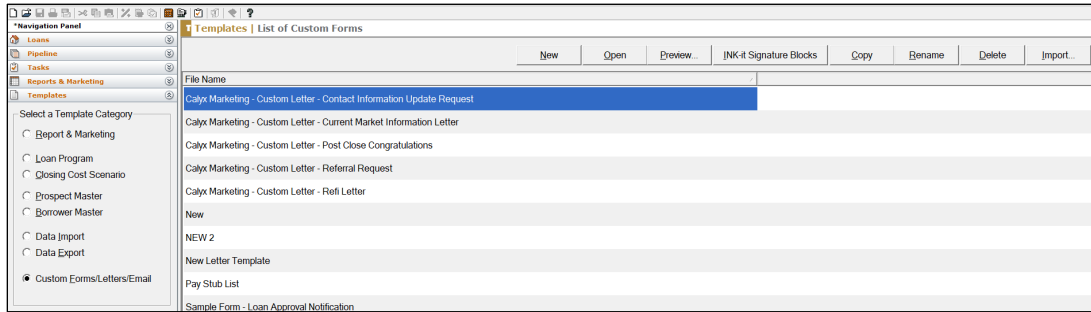 *Navigation Panel
Loans
Pipeline
Tasks
Reports & Marketing
Templates
Select a Template Category
Report & Marketing
Loan Program
Closing Cost Scenario
Prospect Master
Borrower Master
Data Import
Data Export
Custom Forms/Letters/Email
Templates | List of Custom Forms
New Open Preview... INK-it Signature Blocks Copy Rename Delete Import...
File Name
Calyx Marketing - Custom Letter - Contact Information Update Request
Calyx Marketing - Custom Letter - Current Market Information Letter
Calyx Marketing - Custom Letter - Post Close Congratulations
Calyx Marketing - Custom Letter - Referral Request
Calyx Marketing - Custom Letter - Refi Letter
New
NEW 2
New Letter Template
Pay Stub List
Sample Form - Loan Approval Notification